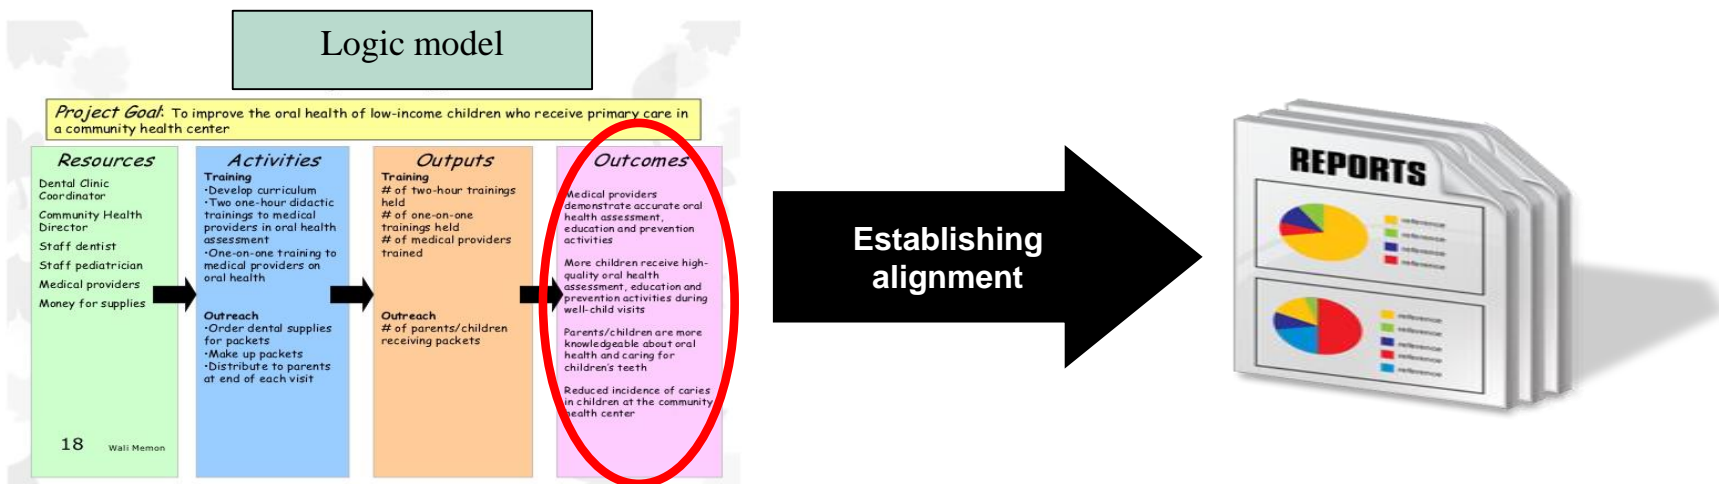 Logic model
Project Goal: To improve the oral health of low-income children who receive primary care in
a community health center
Resources
Dental Clinic
Coordinator
Community Health
Director
Staff dentist
Staff pediatrician
Medical providers
Money for supplies
18 Wali Memon
Activities
Training
•Develop curriculum
•Two one-hour didactic
trainings to medical
providers in oral health
assessment
•One-on-one training to
medical providers on
oral health
Outreach
•Order dental supplies
for packets
•Make up packets
•Distribute to parents
at end of each visit
Outputs
Training
# of two-hour trainings
held
# of one-on-one
trainings held
# of medical providers
trained
Outreach
# of parents/children
receiving packets
Outcomes
Medical providers
demonstrate accurate oral
health assessment,
education and prevention
activities
More children receive high-
quality oral health
assessment, education and
prevention activities during
well-child visits
Parents/children are more
knowledgeable about oral
health and caring for
children's teeth
Reduced incidence of caries
in children at the community
health center
Establishing
alignment
REPORTS